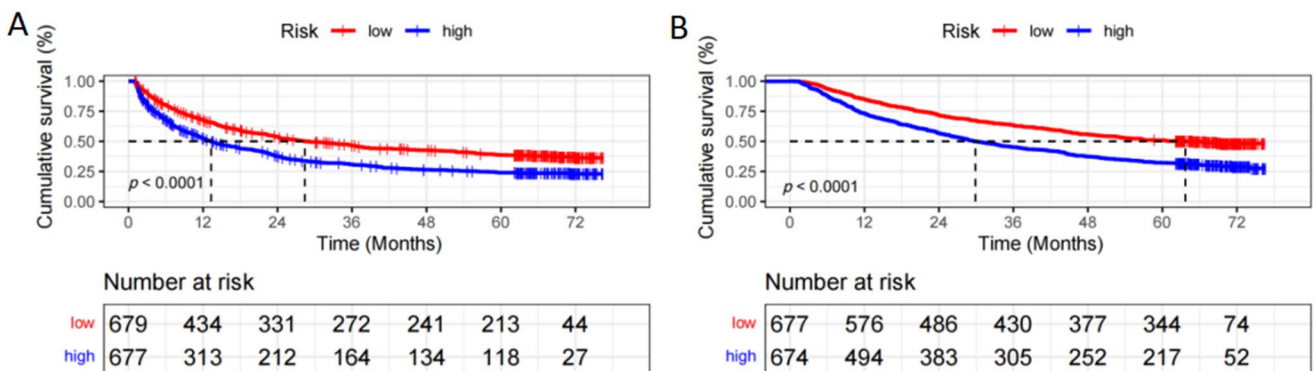 A
Risk low high
Cumulative survival (%)
1.00
0.75
0.50
0.25
0.00
p < 0.0001
0 12 24 36 48 60 72
Time (Months)
Number at risk
low 679 434 331 272 241 213 44
high 677 313 212 164 134 118 27
B
Risk low high
Cumulative survival (%)
1.00
0.75
0.50
0.25
0.00
p < 0.0001
0 12 24 36 48 60 72
Time (Months)
Number at risk
low 677 576 486 430 377 344 74
high 674 494 383 305 252 217 52